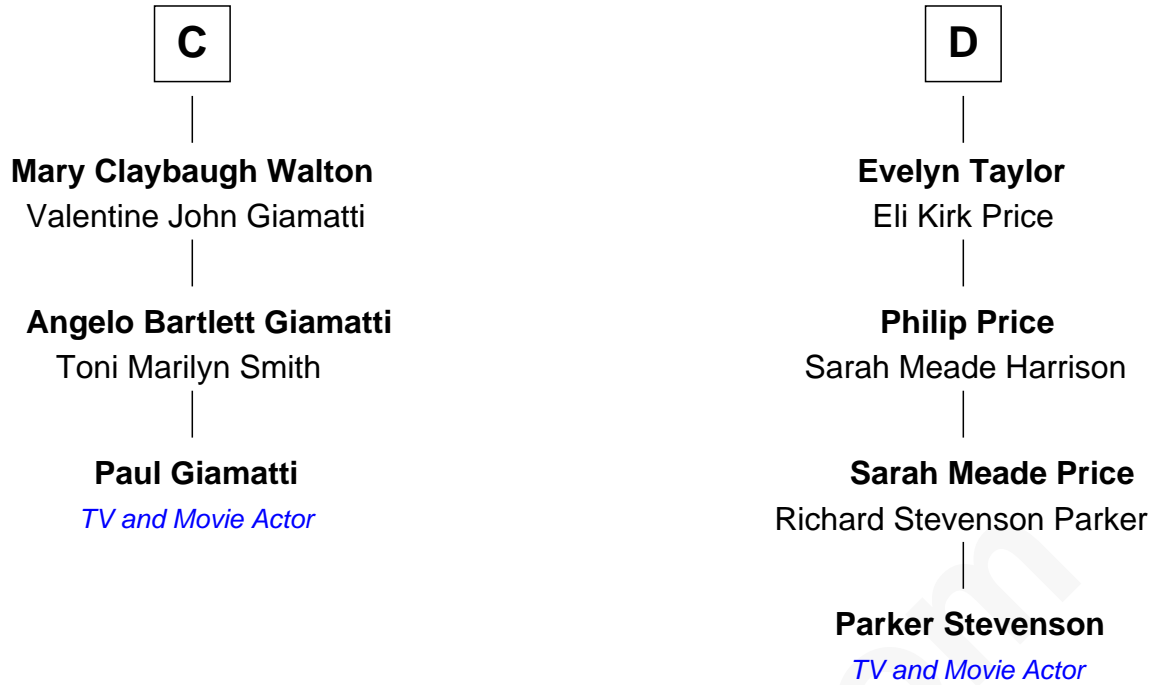 C
Mary Claybaugh Walton
Valentine John Giamatti
Angelo Bartlett Giamatti
Toni Marilyn Smith
Paul Giamatti
TV and Movie Actor
D
Evelyn Taylor
Eli Kirk Price
Philip Price
Sarah Meade Harrison
Sarah Meade Price
Richard Stevenson Parker
Parker Stevenson
TV and Movie Actor